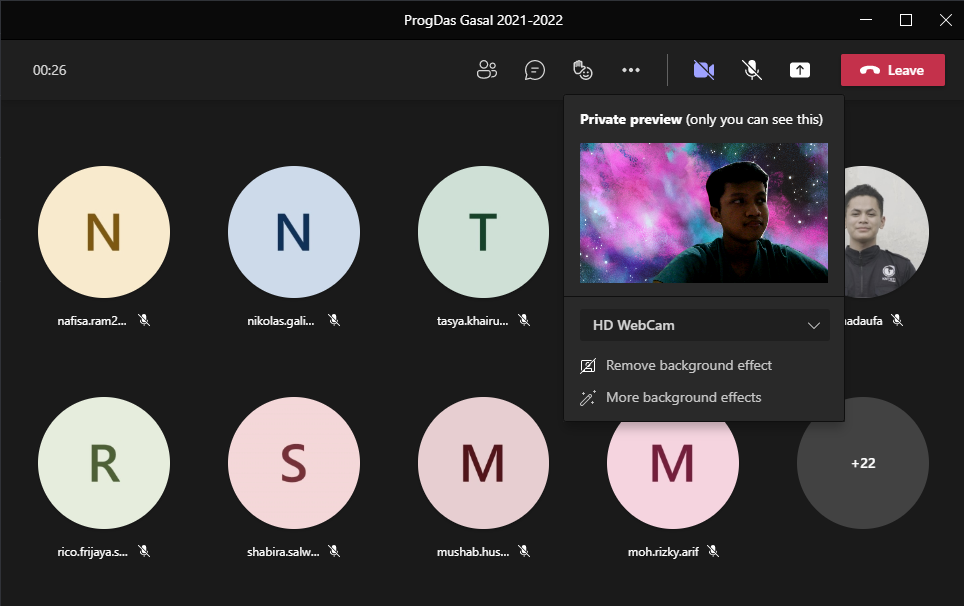 ProgDas Gasal 2021-2022
00:26
Leave
Private preview (only you can see this)
N
N
T
nafisa.ram2...
nikolas.gali...
tasya.khairu...
adaufa
HD WebCam
Remove background effect
More background effects
R
S
M
M
+22
rico.frijaya.s...
shabira.salw...
mushab.hus...
moh.rizky.arif